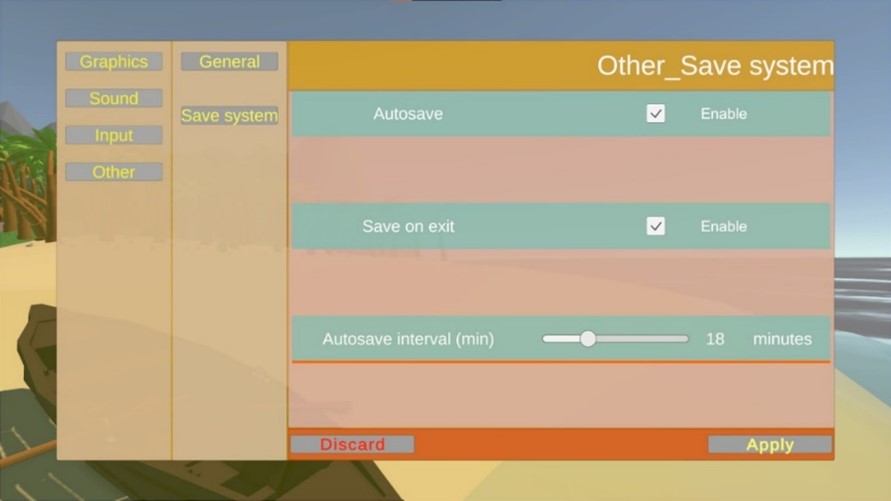 Graphics
Sound
Input
Other
General
Save system
Other_Save system
Autosave Enable
Save on exit Enable
Autosave interval (min) 18 minutes
Discard Apply